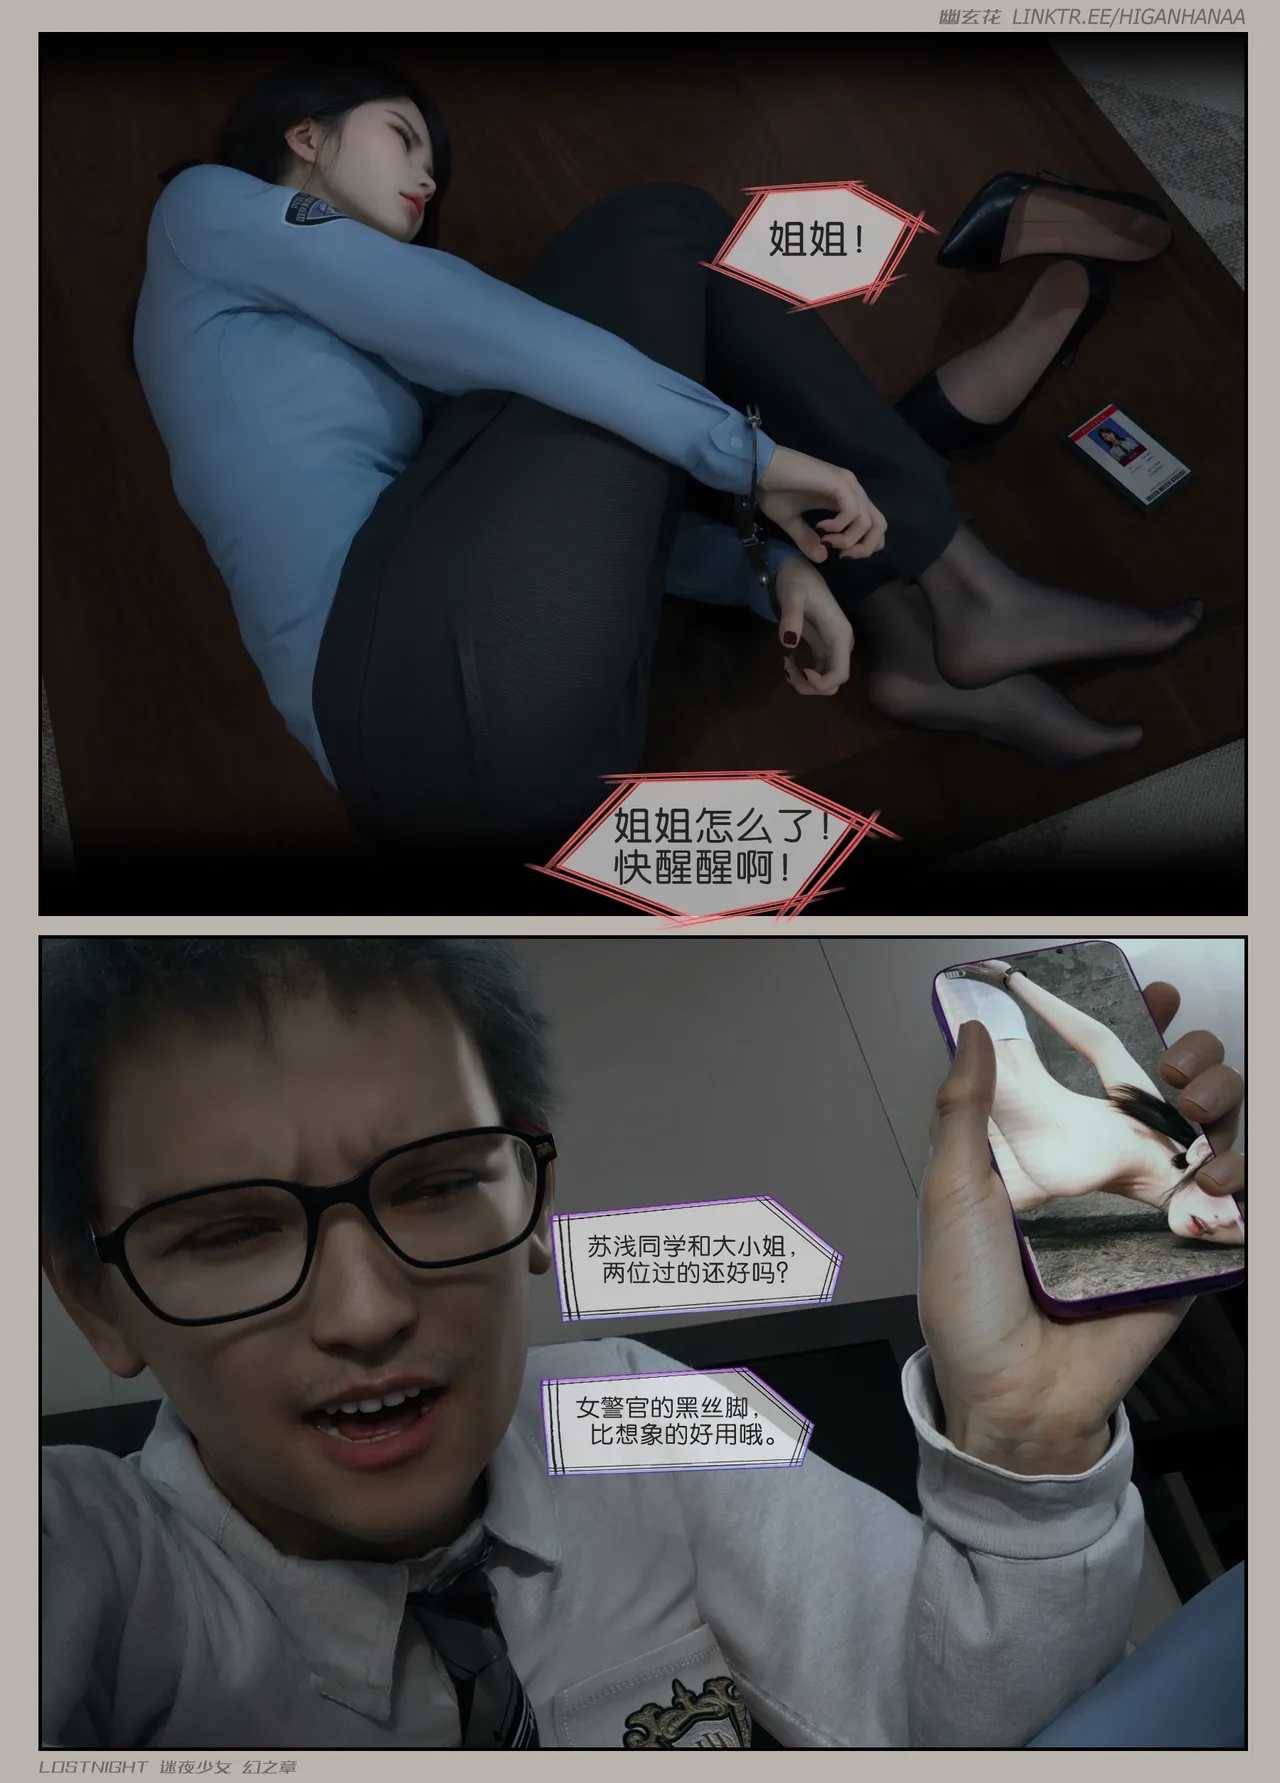 幽玄花 LINKTR.EE/HIGANHANAA
姐姐！
姐姐怎么了！
快醒醒啊！
苏浅同学和大小姐，
两位过的还好吗？
女警官的黑丝脚，
比想象的好用哦。
LOSTNIGHT 迷夜少女 幻之章